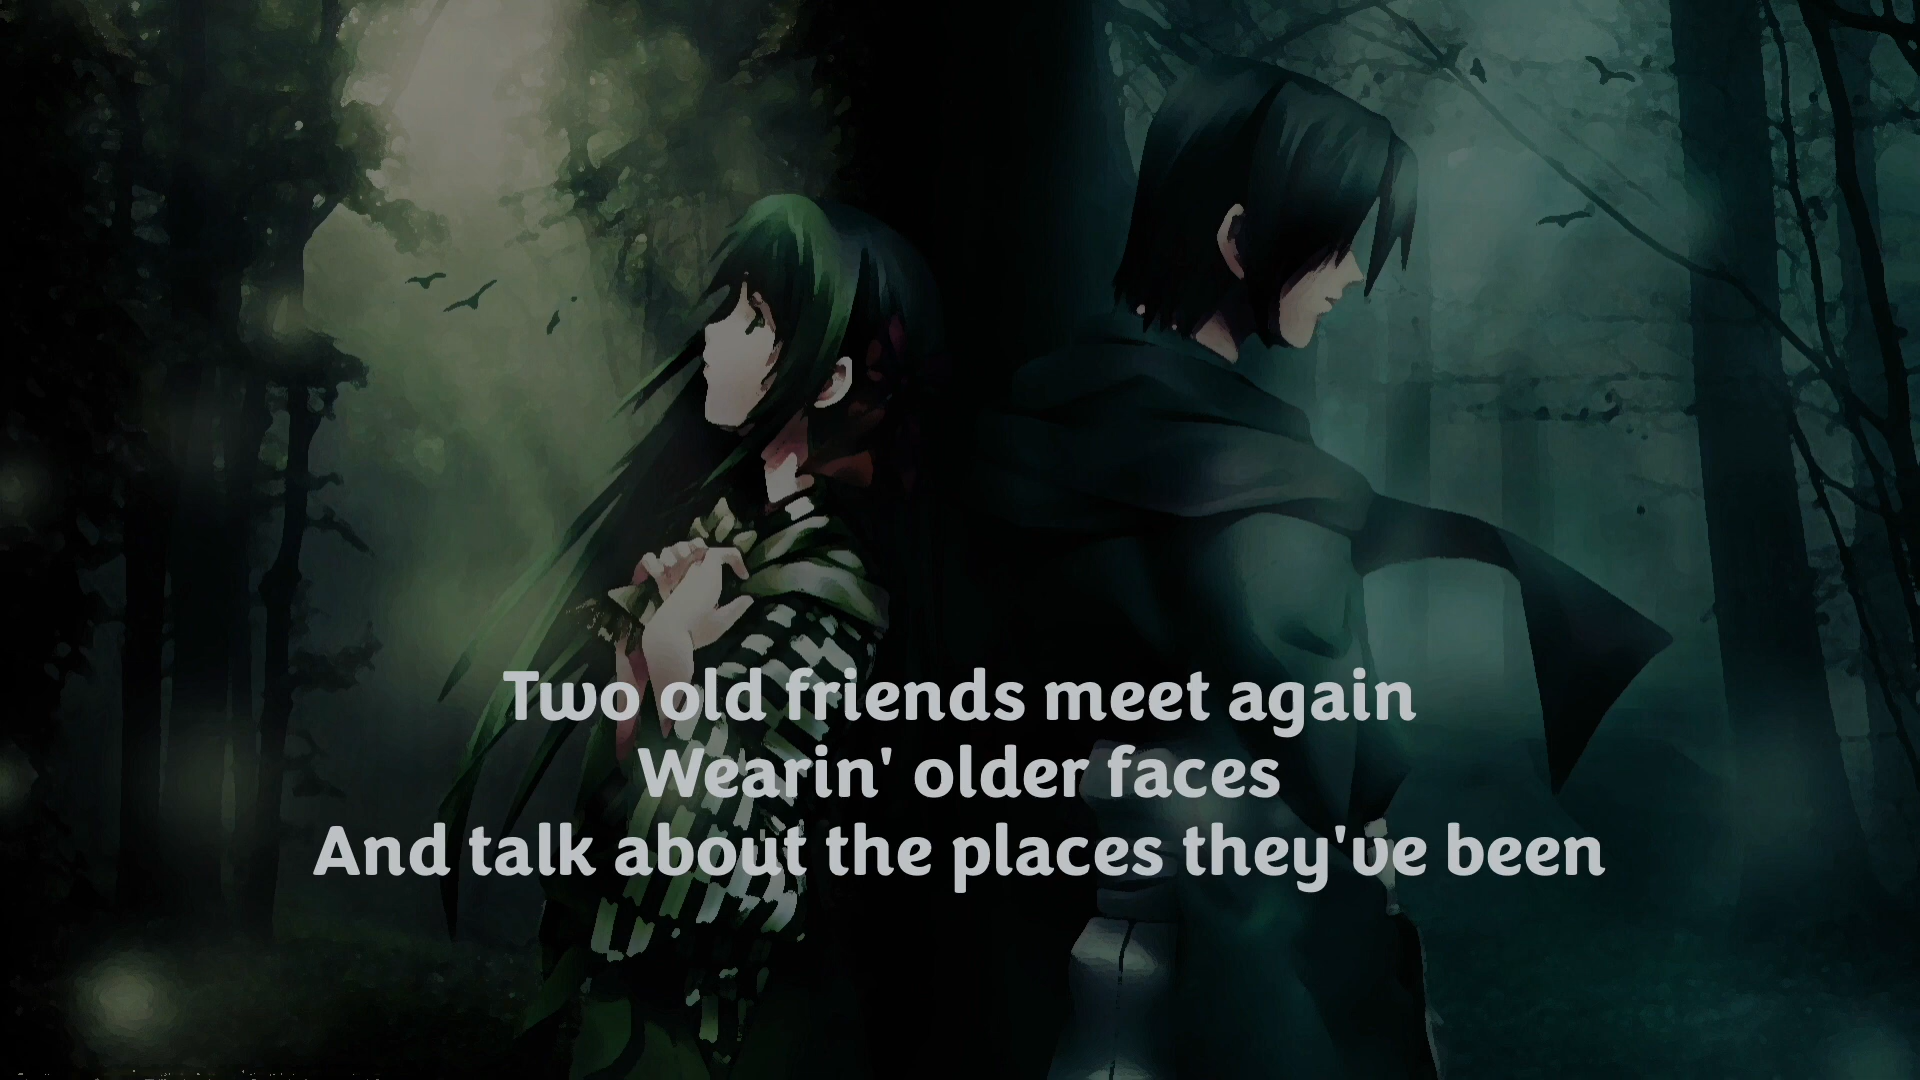 Two old friends meet again
Wearin' older faces
And talk about the places they've been